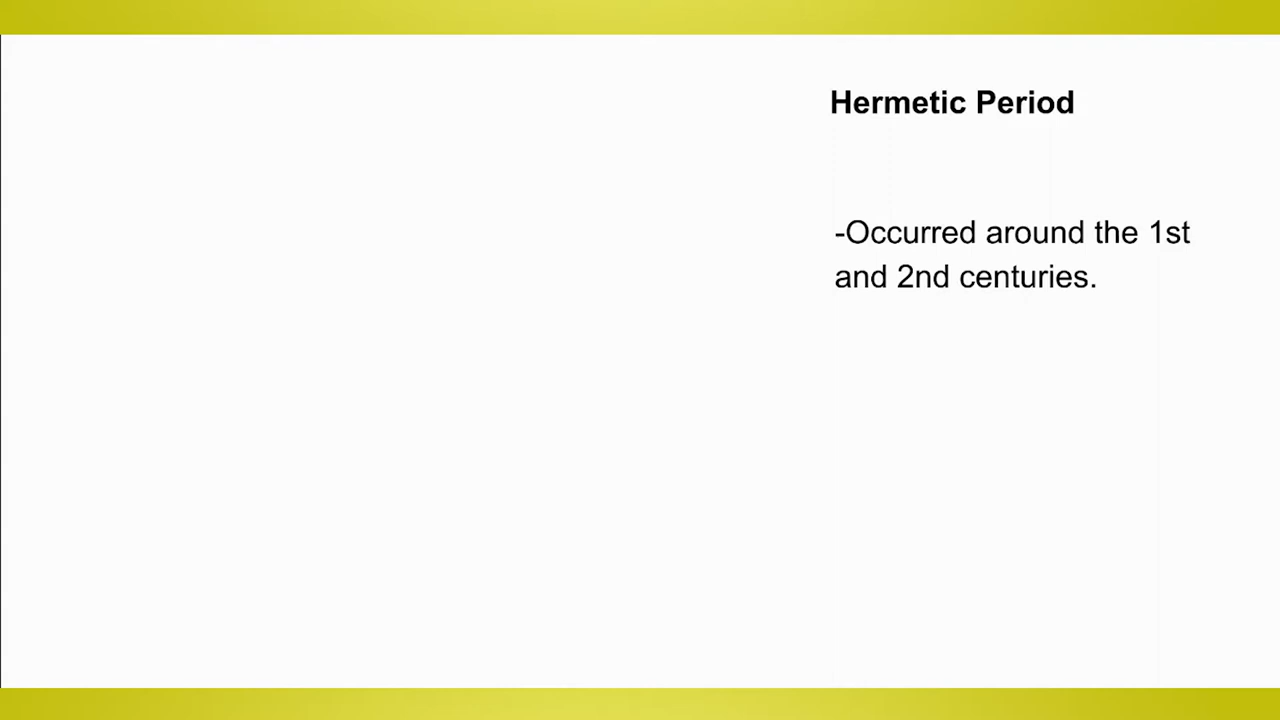 Hermetic Period
-Occurred around the 1st
and 2nd centuries.